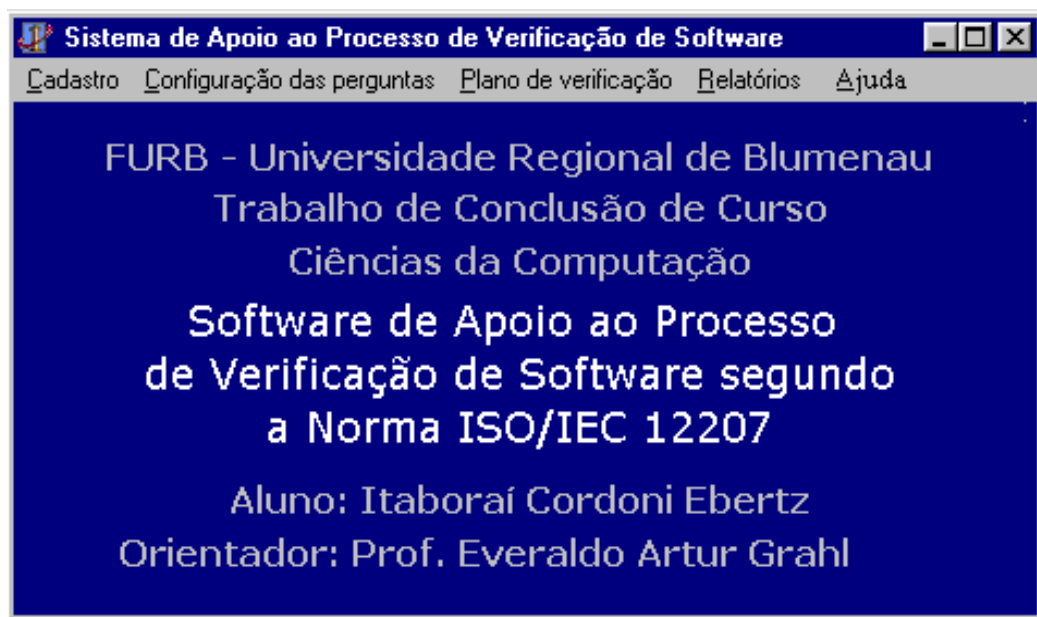 Sistema de Apoio ao Processo de Verificação de Software
Cadastro Configuração das perguntas Plano de verificação Relatórios Ajuda
FURB - Universidade Regional de Blumenau
Trabalho de Conclusão de Curso
Ciências da Computação
Software de Apoio ao Processo
de Verificação de Software segundo
a Norma ISO/IEC 12207
Aluno: Itaboraí Cordoni Ebertz
Orientador: Prof. Everaldo Artur Grahl